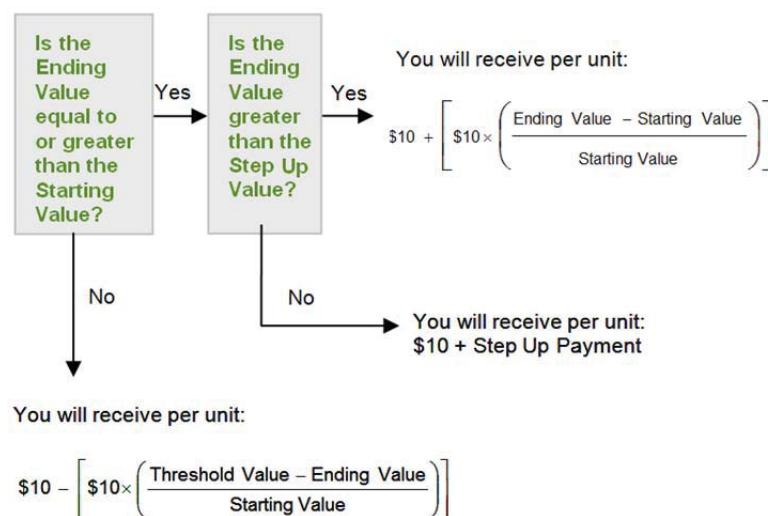 Is the
Ending
Value
equal to
or greater
than the
Starting
Value?
Yes
Is the
Ending
Value
greater
than the
Step Up
Value?
Yes
You will receive per unit:
$10 + [ $10 × ( Ending Value – Starting Value
Starting Value ) ]
No
No
You will receive per unit:
$10 + Step Up Payment
You will receive per unit:
$10 – [ $10× ( Threshold Value – Ending Value
Starting Value ) ]